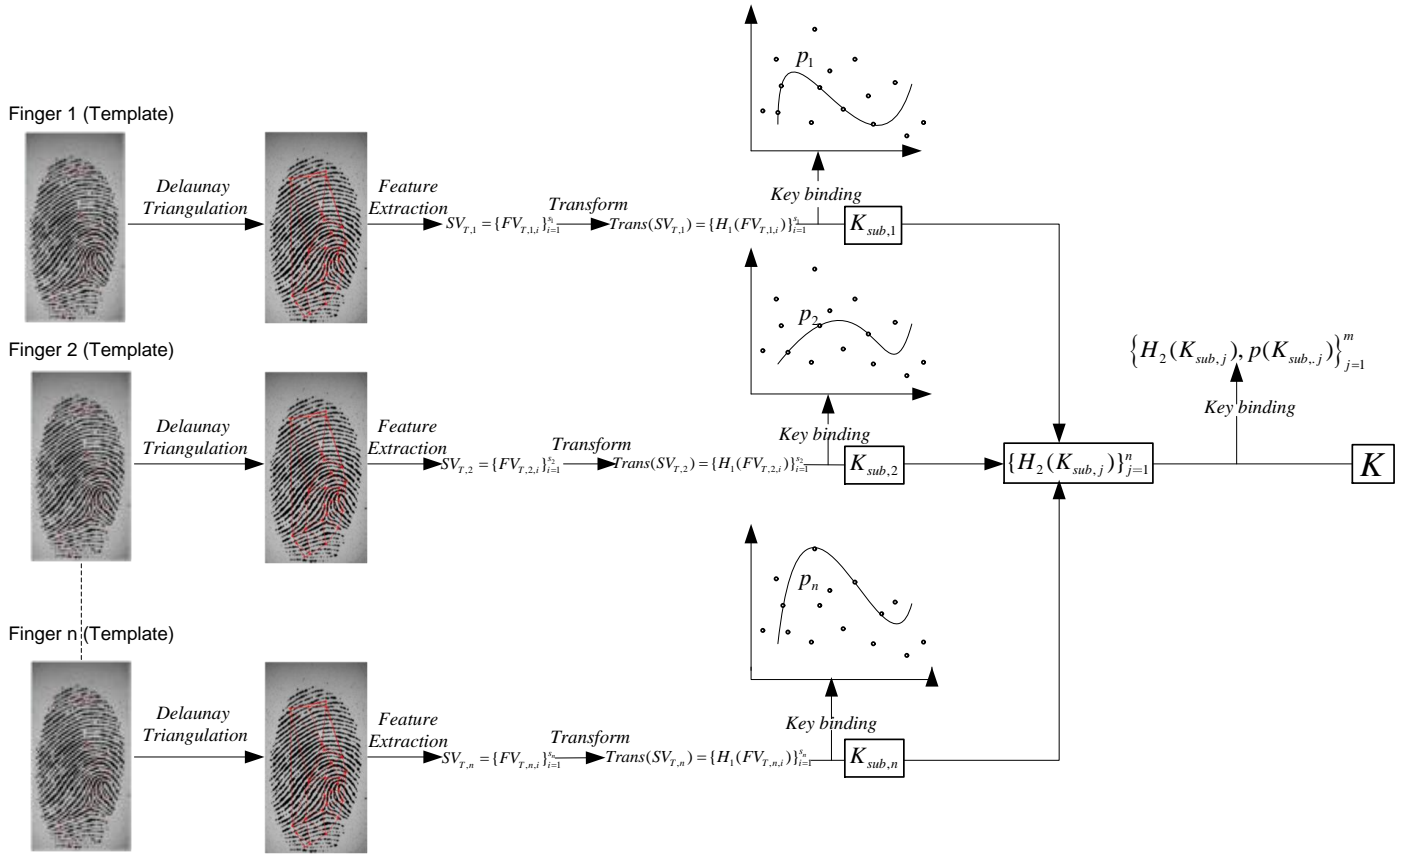 p₁
Finger 1 (Template)
Delaunay
Triangulation
Feature
Extraction
SV_{T,1} = {FV_{T,1,i}}_{i=1}^{s_1}
Transform
Trans(SV_{T,1}) = {H_1(FV_{T,1,i})}_{i=1}^{s_1}
Key binding
K_{sub,1}
p₂
Finger 2 (Template)
Delaunay
Triangulation
Feature
Extraction
SV_{T,2} = {FV_{T,2,i}}_{i=1}^{s_2}
Transform
Trans(SV_{T,2}) = {H_1(FV_{T,2,i})}_{i=1}^{s_2}
Key binding
K_{sub,2}
{H_2(K_{sub,j}), p(K_{sub,.j})}_{j=1}^{m}
Key binding
{H_2(K_{sub,j})}_{j=1}^{n}
K
pₙ
Finger n (Template)
Delaunay
Triangulation
Feature
Extraction
SV_{T,n} = {FV_{T,n,i}}_{i=1}^{s_n}
Transform
Trans(SV_{T,n}) = {H_1(FV_{T,n,i})}_{i=1}^{s_n}
Key binding
K_{sub,n}